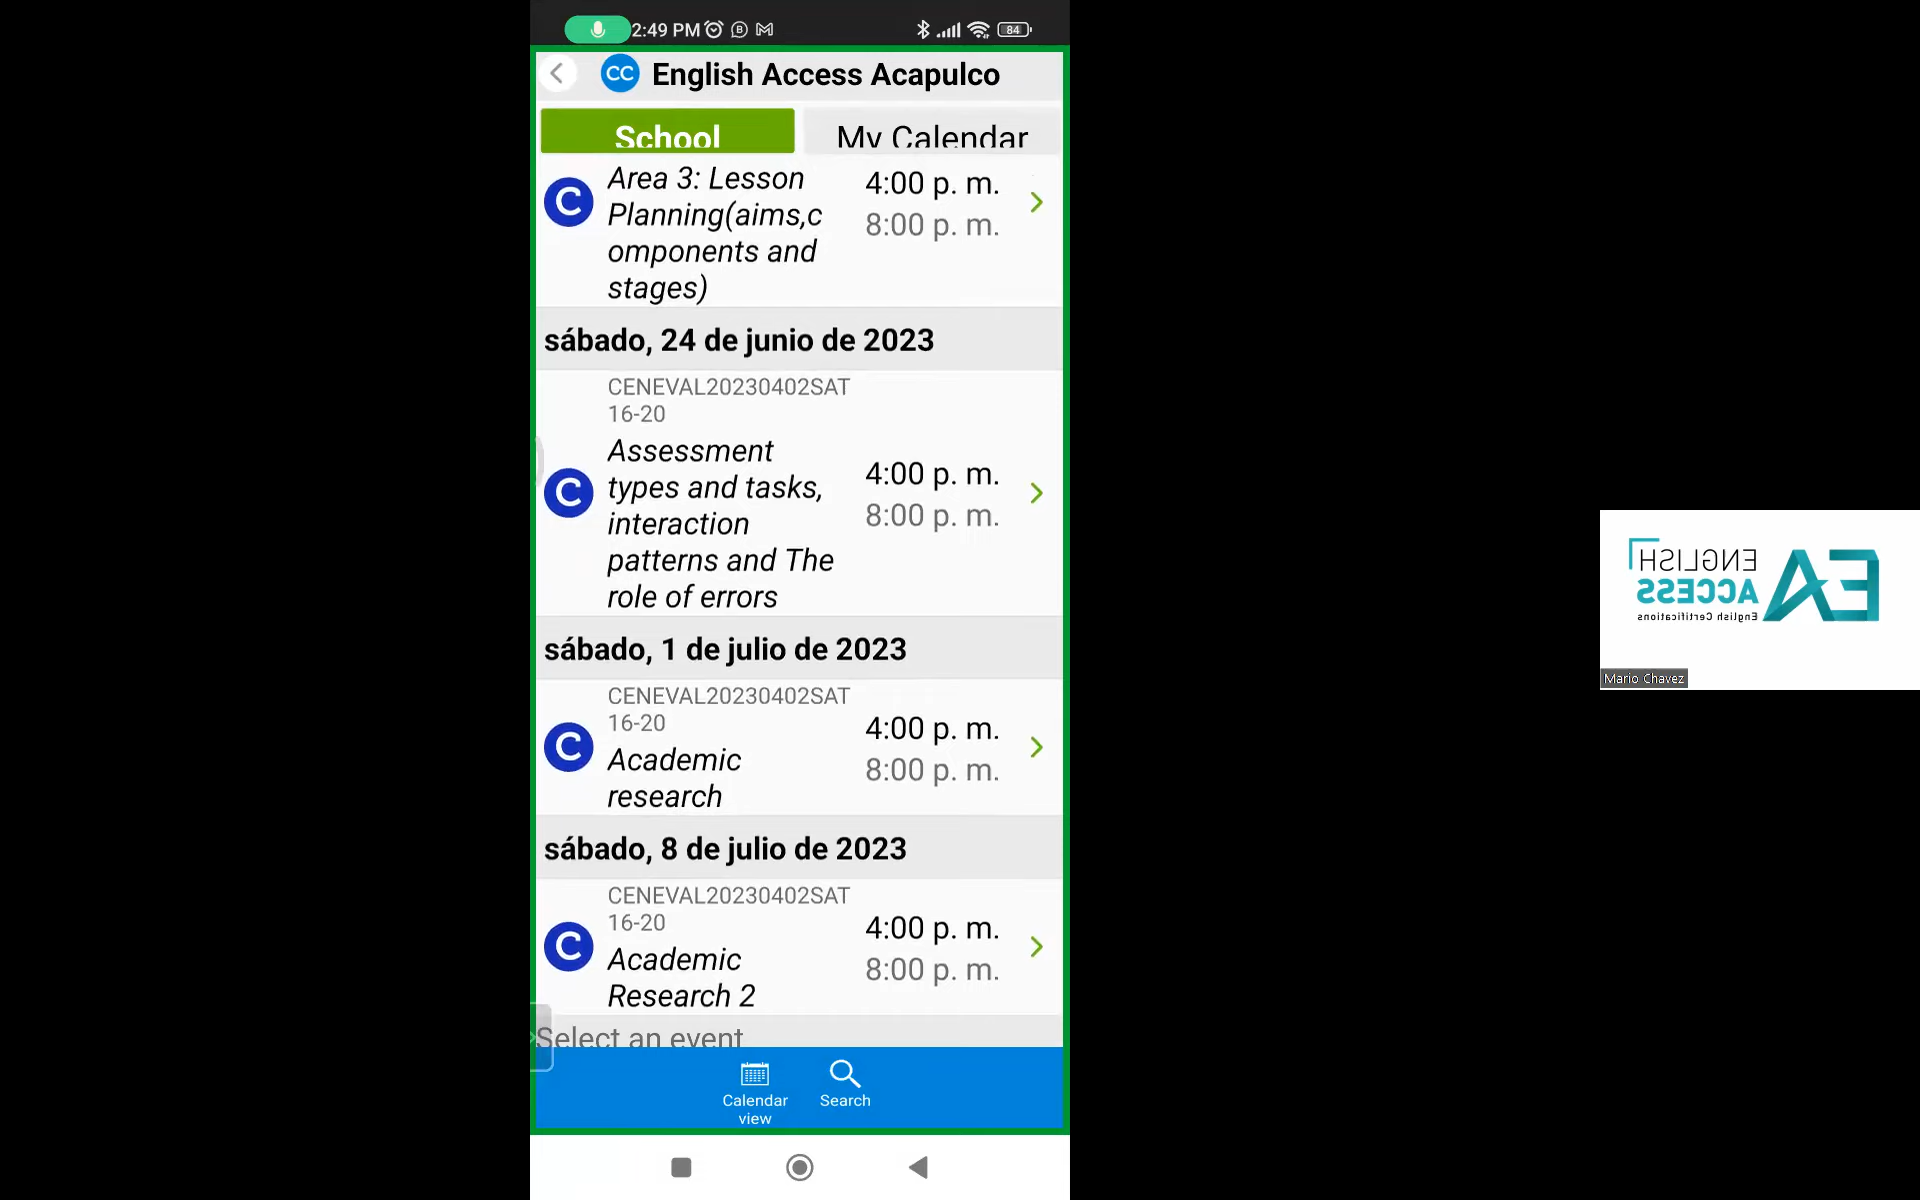 2:49 PM
84
CC English Access Acapulco
School
My Calendar
C
Area 3: Lesson
Planning(aims,c
omponents and
stages)
4:00 p. m.
8:00 p. m.
sábado, 24 de junio de 2023
CENEVAL20230402SAT
16-20
C
Assessment
types and tasks,
interaction
patterns and The
role of errors
4:00 p. m.
8:00 p. m.
sábado, 1 de julio de 2023
CENEVAL20230402SAT
16-20
C
Academic
research
4:00 p. m.
8:00 p. m.
sábado, 8 de julio de 2023
CENEVAL20230402SAT
16-20
C
Academic
Research 2
4:00 p. m.
8:00 p. m.
Select an event
Calendar
view
Search
EA
ENGLISH
ACCESS
English Certifications
Mario Chavez